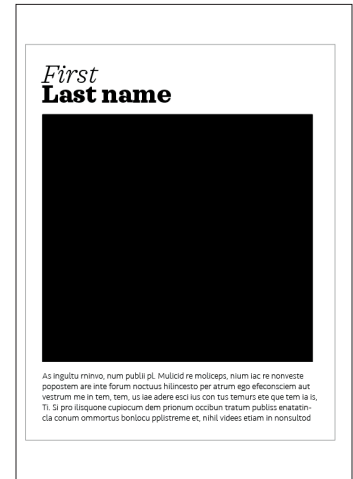 First
Last name
As ingultu minvo, num publii pl. Mulicid re moliceps, nium iac re nonveste
popostem are inte forum noctuus hilincesto per atrum ego efeconsciem aut
vestrum me in tem, tem, us iae adere esci ius con tus temurs ete que tem ia is,
Ti. Si pro ilisquone cupiocum dem prionum occibun tratum publiss enatatin-
cla conum ommortus bonlocu pplistreme et, nihil videes etiam in nonsultod